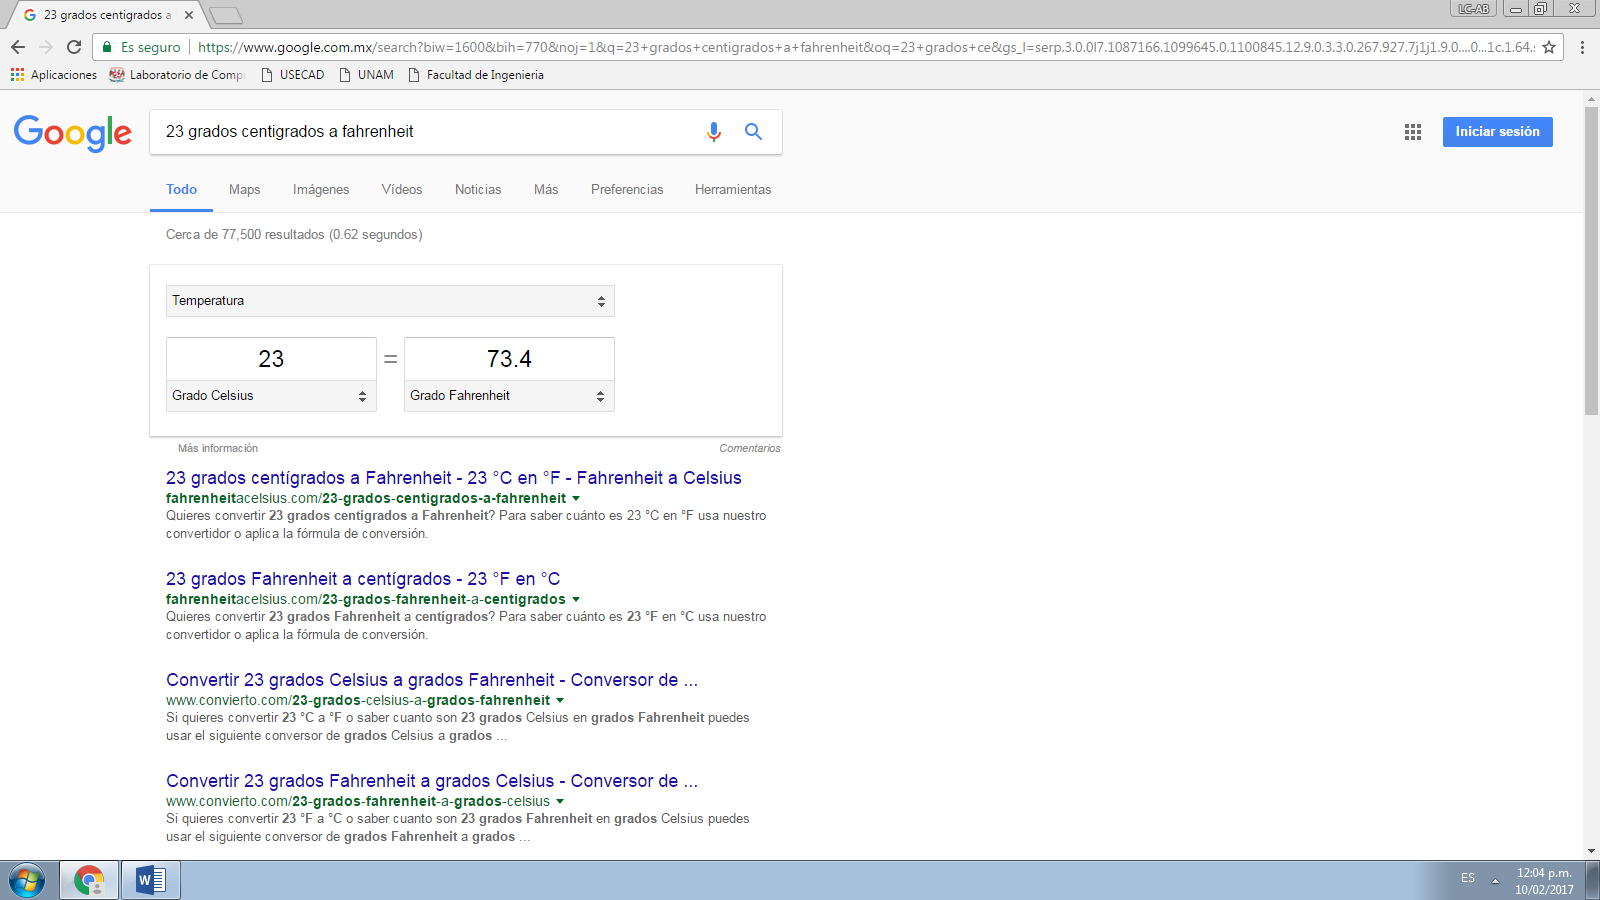 23 grados centigrados a
LC-AB
Es seguro
https://www.google.com.mx/search?biw=1600&bih=770&noj=1&q=23+grados+centigrados+a+fahrenheit&oq=23+grados+ce&gs_l=serp.3.0.0l7.1087166.1099645.0.1100845.12.9.0.3.3.0.267.927.7j1j1.9.0....0...1c.1.64.s
Aplicaciones
Laboratorio de Compu
USECAD
UNAM
Facultad de Ingenieria
Google
23 grados centigrados a fahrenheit
Iniciar sesión
Todo
Maps
Imágenes
Vídeos
Noticias
Más
Preferencias
Herramientas
Cerca de 77,500 resultados (0.62 segundos)
Temperatura
23 = 73.4
Grado Celsius
Grado Fahrenheit
Más información
Comentarios
23 grados centígrados a Fahrenheit - 23 °C en °F - Fahrenheit a Celsius
fahrenheitacelsius.com/23-grados-centigrados-a-fahrenheit
Quieres convertir 23 grados centígrados a Fahrenheit? Para saber cuánto es 23 °C en °F usa nuestro
convertidor o aplica la fórmula de conversión.
23 grados Fahrenheit a centígrados - 23 °F en °C
fahrenheitacelsius.com/23-grados-fahrenheit-a-centigrados
Quieres convertir 23 grados Fahrenheit a centígrados? Para saber cuánto es 23 °F en °C usa nuestro
convertidor o aplica la fórmula de conversión.
Convertir 23 grados Celsius a grados Fahrenheit - Conversor de ...
www.convierto.com/23-grados-celsius-a-grados-fahrenheit
Si quieres convertir 23 °C a °F o saber cuanto son 23 grados Celsius en grados Fahrenheit puedes
usar el siguiente conversor de grados Celsius a grados ...
Convertir 23 grados Fahrenheit a grados Celsius - Conversor de ...
www.convierto.com/23-grados-fahrenheit-a-grados-celsius
Si quieres convertir 23 °F a °C o saber cuanto son 23 grados Fahrenheit en grados Celsius puedes
usar el siguiente conversor de grados Fahrenheit a grados ...
ES
12:04 p.m.
10/02/2017